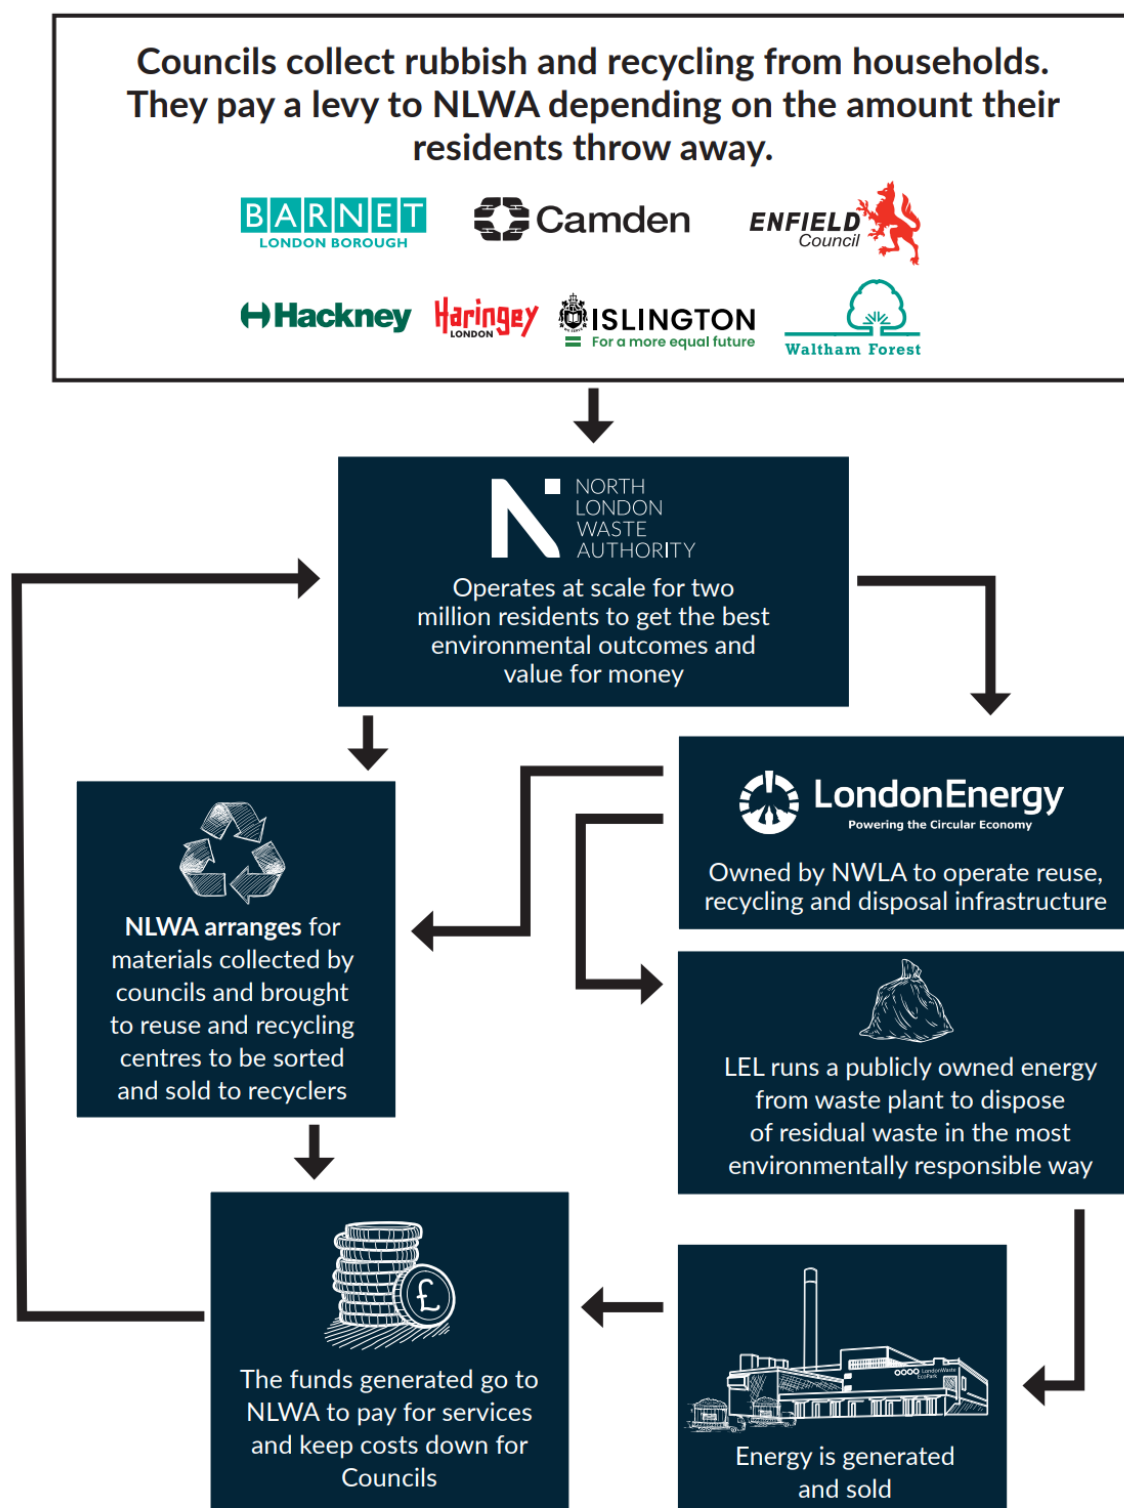 Councils collect rubbish and recycling from households.
They pay a levy to NLWA depending on the amount their
residents throw away.
BARNET
LONDON BOROUGH
Camden
ENFIELD
Council
Hackney
Haringey
LONDON
ISLINGTON
For a more equal future
Waltham Forest
NORTH
LONDON
WASTE
AUTHORITY
Operates at scale for two
million residents to get the best
environmental outcomes and
value for money
LondonEnergy
Powering the Circular Economy
Owned by NWLA to operate reuse,
recycling and disposal infrastructure
NLWA arranges for
materials collected by
councils and brought
to reuse and recycling
centres to be sorted
and sold to recyclers
LEL runs a publicly owned energy
from waste plant to dispose
of residual waste in the most
environmentally responsible way
£
The funds generated go to
NLWA to pay for services
and keep costs down for
Councils
LondonWaste
EcoPark
Energy is generated
and sold